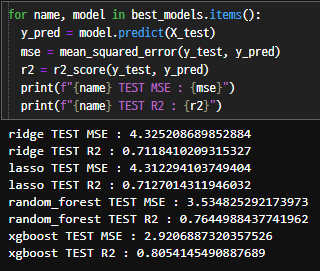 for name, model in best_models.items():
    y_pred = model.predict(X_test)
    mse = mean_squared_error(y_test, y_pred)
    r2 = r2_score(y_test, y_pred)
    print(f"{name} TEST MSE : {mse}")
    print(f"{name} TEST R2 : {r2}")
ridge TEST MSE : 4.325208689852884
ridge TEST R2 : 0.7118410209315327
lasso TEST MSE : 4.312294103749404
lasso TEST R2 : 0.7127014311946032
random_forest TEST MSE : 3.534825292173973
random_forest TEST R2 : 0.7644988437741962
xgboost TEST MSE : 2.9206887320357526
xgboost TEST R2 : 0.8054145490887689